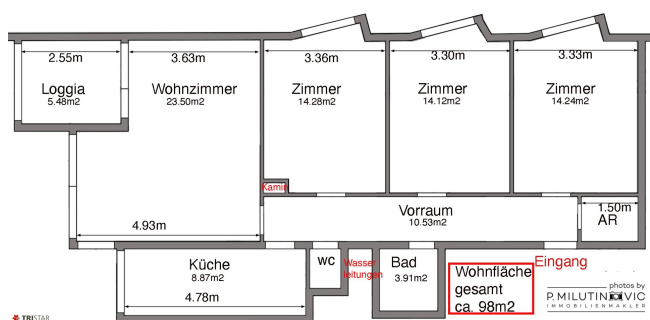 2.55m
3.63m
3.36m
3.30m
3.33m
Loggia
5.48m2
Wohnzimmer
23.50m2
Zimmer
14.28m2
Zimmer
14.12m2
Zimmer
14.24m2
Kamin
4.93m
Vorraum
10.53m2
1.50m
AR
Küche
8.87m2
4.78m
wc
Wasser
leitungen
Bad
3.91m2
Wohnfläche
gesamt
ca. 98m2
Eingang
photos by
P.MILUTINOVIC
IMMOBILIENMAKLER
TRISTAR